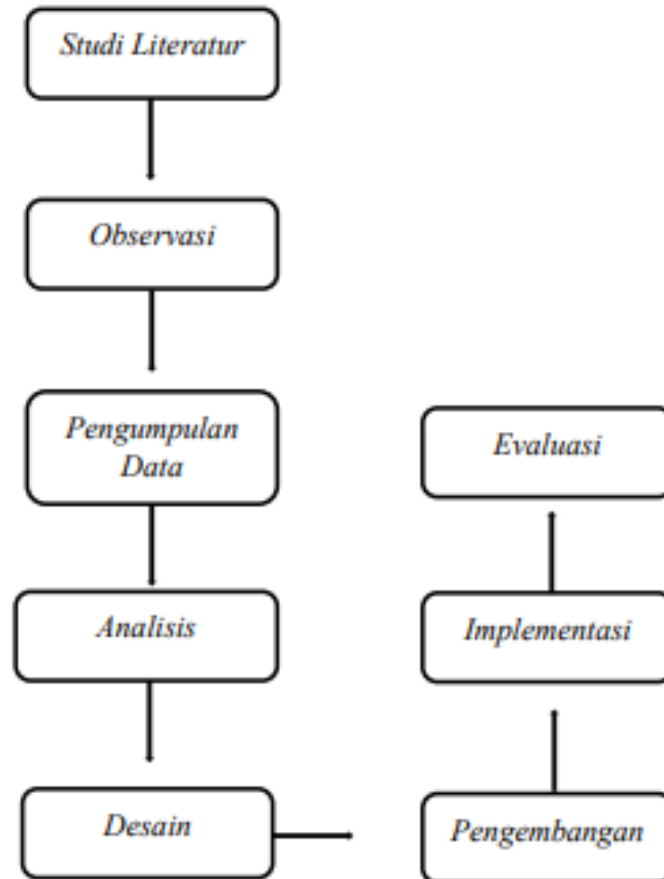 Studi Literatur
Observasi
Pengumpulan
Data
Analisis
Desain
Pengembangan
Implementasi
Evaluasi